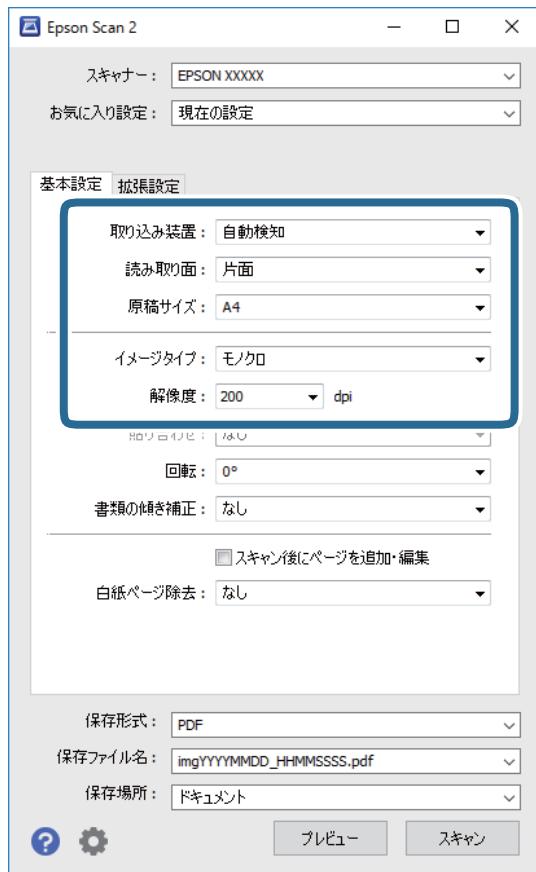 Epson Scan 2
スキャナー： EPSON XXXXX
お気に入り設定： 現在の設定
基本設定 拡張設定
取り込み装置： 自動検知
読み取り面： 片面
原稿サイズ： A4
イメージタイプ： モノクロ
解像度： 200 dpi
貼り合わせ： なし
回転： 0°
書類の傾き補正： なし
スキャン後にページを追加・編集
白紙ページ除去： なし
保存形式： PDF
保存ファイル名： imgYYYYMMDD_HHMMSSSS.pdf
保存場所： ドキュメント
? プレビュー スキャン